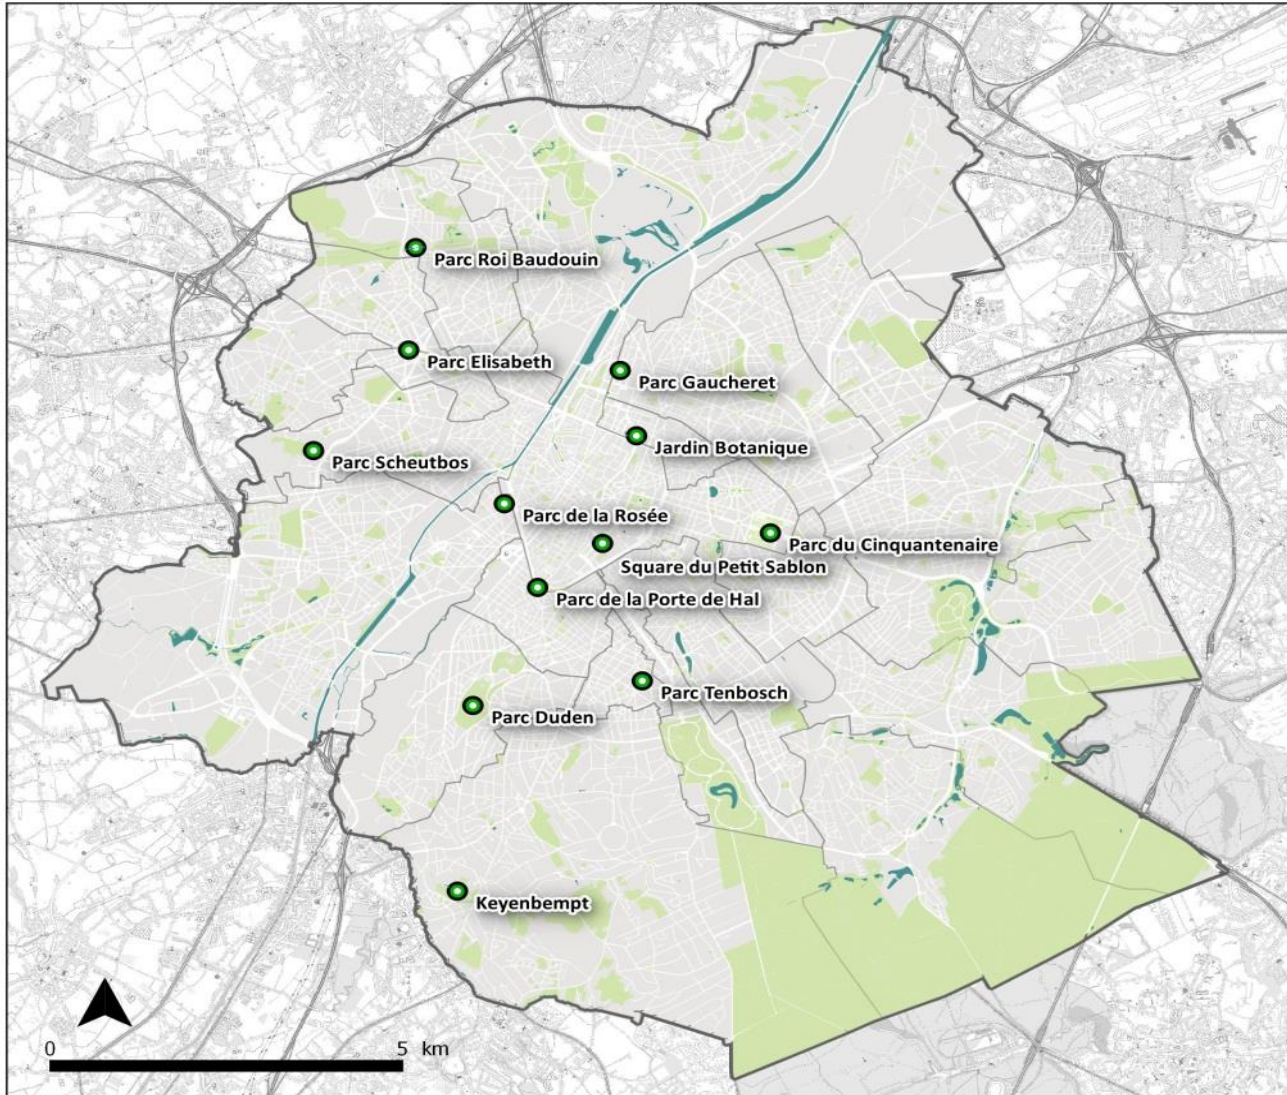 Parc Roi Baudouin
Parc Elisabeth
Parc Gaucheret
Jardin Botanique
Parc Scheutbos
Parc de la Rosée
Parc du Cinquantenaire
Square du Petit Sablon
Parc de la Porte de Hal
Parc Tenbosch
Parc Duden
Keyenbempt
0 5 km